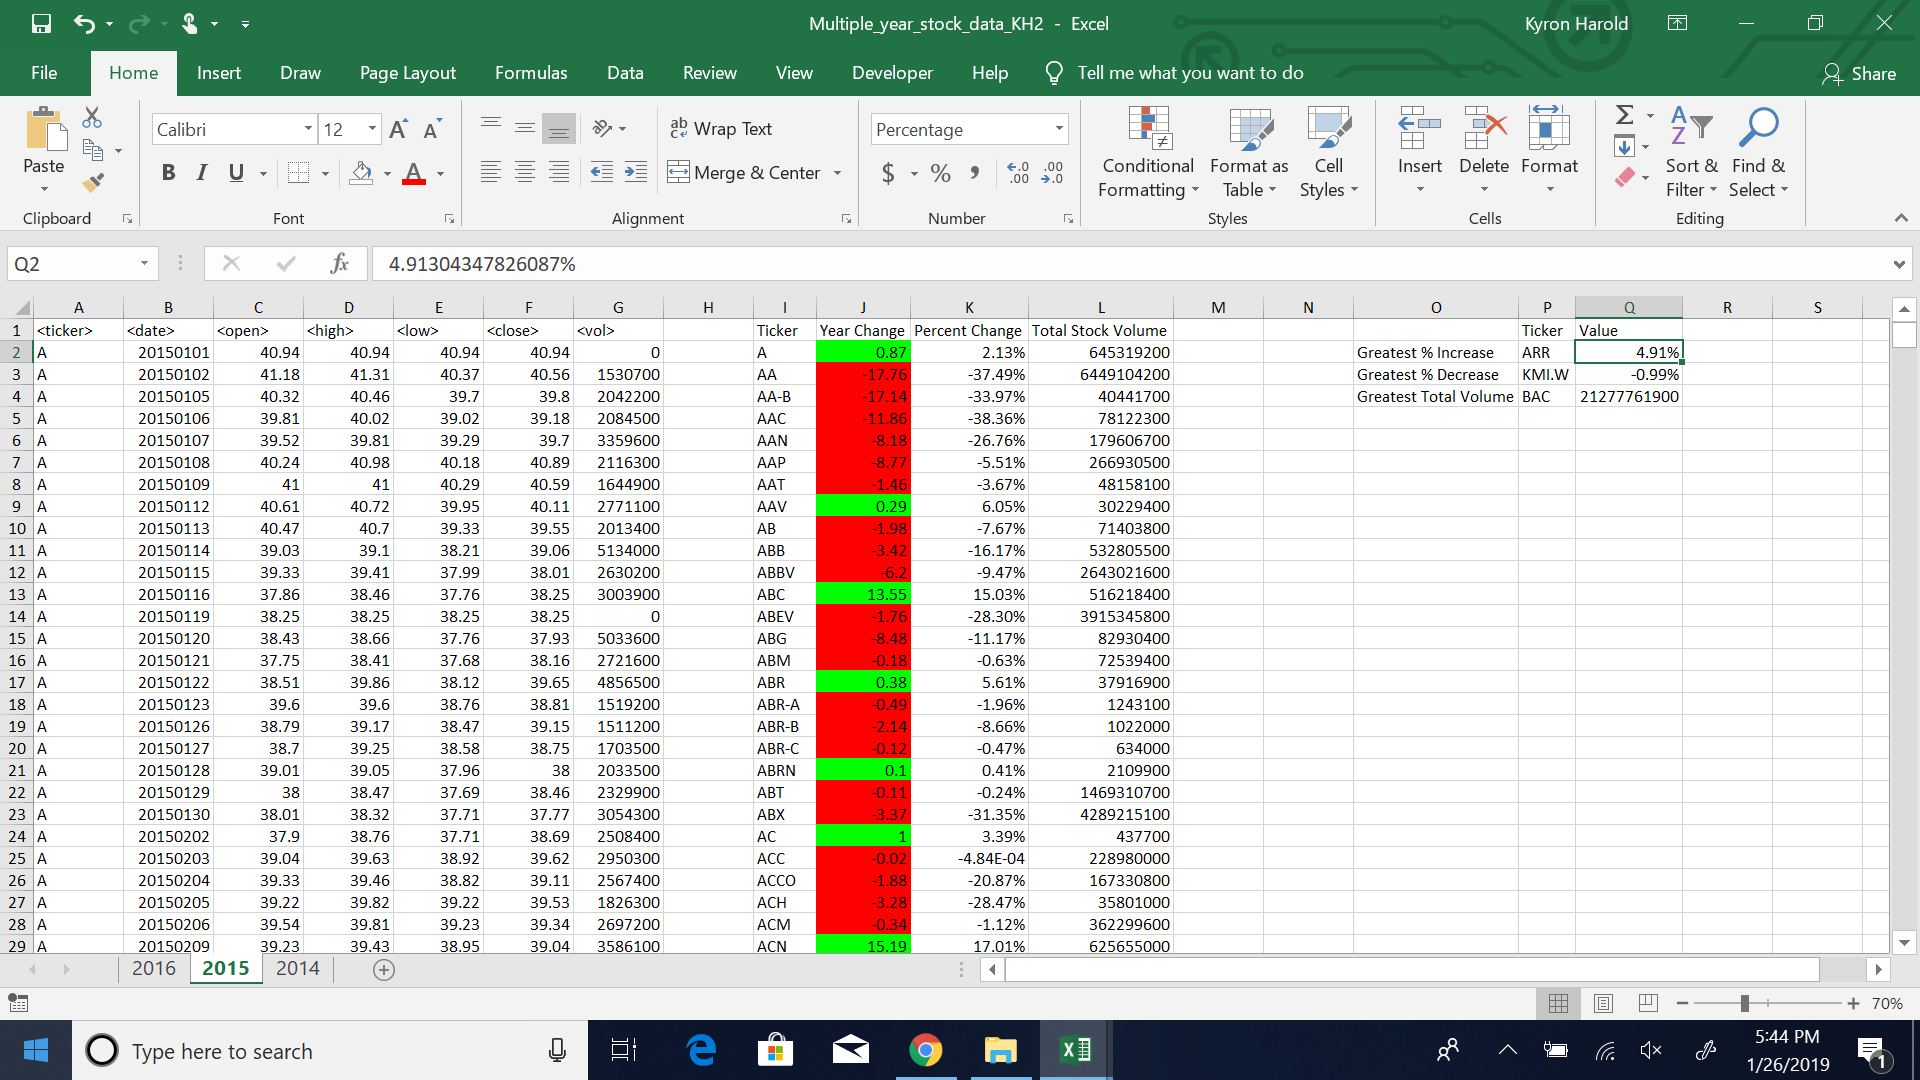 Multiple_year_stock_data_KH2 - Excel
Kyron Harold
File Home Insert Draw Page Layout Formulas Data Review View Developer Help Tell me what you want to do Share
Paste
Clipboard
Calibri 12
B I U
Font
Wrap Text
Merge & Center
Alignment
Percentage
$ % ,
Number
Conditional Formatting
Format as Table
Cell Styles
Styles
Insert Delete Format
Cells
Sort & Filter
Find & Select
Editing
Q2 fx 4.91304347826087%
A B C D E F G H I J K L M N O P Q R S
1 <ticker> <date> <open> <high> <low> <close> <vol> Ticker Year Change Percent Change Total Stock Volume Ticker Value
2 A 20150101 40.94 40.94 40.94 40.94 0 A 0.87 2.13% 645319200 Greatest % Increase ARR 4.91%
3 A 20150102 41.18 41.31 40.37 40.56 1530700 AA -17.76 -37.49% 6449104200 Greatest % Decrease KMI.W -0.99%
4 A 20150105 40.32 40.46 39.7 39.8 2042200 AA-B -17.14 -33.97% 40441700 Greatest Total Volume BAC 21277761900
5 A 20150106 39.81 40.02 39.02 39.18 2084500 AAC -11.86 -38.36% 78122300
6 A 20150107 39.52 39.81 39.29 39.7 3359600 AAN -8.18 -26.76% 179606700
7 A 20150108 40.24 40.98 40.18 40.89 2116300 AAP -8.77 -5.51% 266930500
8 A 20150109 41 41 40.29 40.59 1644900 AAT -1.46 -3.67% 48158100
9 A 20150112 40.61 40.72 39.95 40.11 2771100 AAV 0.29 6.05% 30229400
10 A 20150113 40.47 40.7 39.33 39.55 2013400 AB -1.98 -7.67% 71403800
11 A 20150114 39.03 39.1 38.21 39.06 5134000 ABB -3.42 -16.17% 532805500
12 A 20150115 39.33 39.41 37.99 38.01 2630200 ABBV -6.2 -9.47% 2643021600
13 A 20150116 37.86 38.46 37.76 38.25 3003900 ABC 13.55 15.03% 516218400
14 A 20150119 38.25 38.25 38.25 38.25 0 ABEV -1.76 -28.30% 3915345800
15 A 20150120 38.43 38.66 37.76 37.93 5033600 ABG -8.48 -11.17% 82930400
16 A 20150121 37.75 38.41 37.68 38.16 2721600 ABM -0.18 -0.63% 72539400
17 A 20150122 38.51 39.86 38.12 39.65 4856500 ABR 0.38 5.61% 37916900
18 A 20150123 39.6 39.6 38.76 38.81 1519200 ABR-A -0.49 -1.96% 1243100
19 A 20150126 38.79 39.17 38.47 39.15 1511200 ABR-B -2.14 -8.66% 1022000
20 A 20150127 38.7 39.25 38.58 38.75 1703500 ABR-C -0.12 -0.47% 634000
21 A 20150128 39.01 39.05 37.96 38 2033500 ABRN 0.1 0.41% 2109900
22 A 20150129 38 38.47 37.69 38.46 2329900 ABT -0.11 -0.24% 1469310700
23 A 20150130 38.01 38.32 37.71 37.77 3054300 ABX -3.37 -31.35% 4289215100
24 A 20150202 37.9 38.76 37.71 38.69 2508400 AC 1 3.39% 437700
25 A 20150203 39.04 39.63 38.92 39.62 2950300 ACC -0.02 -4.84E-04 228980000
26 A 20150204 39.33 39.46 38.82 39.11 2567400 ACCO -1.88 -20.87% 167330800
27 A 20150205 39.22 39.82 39.22 39.53 1826300 ACH -3.28 -28.47% 35801000
28 A 20150206 39.54 39.81 39.23 39.34 2697200 ACM -0.34 -1.12% 362299600
29 A 20150209 39.23 39.43 38.95 39.04 3586100 ACN 15.19 17.01% 625655000
2016 2015 2014
70%
Type here to search
5:44 PM
1/26/2019
1